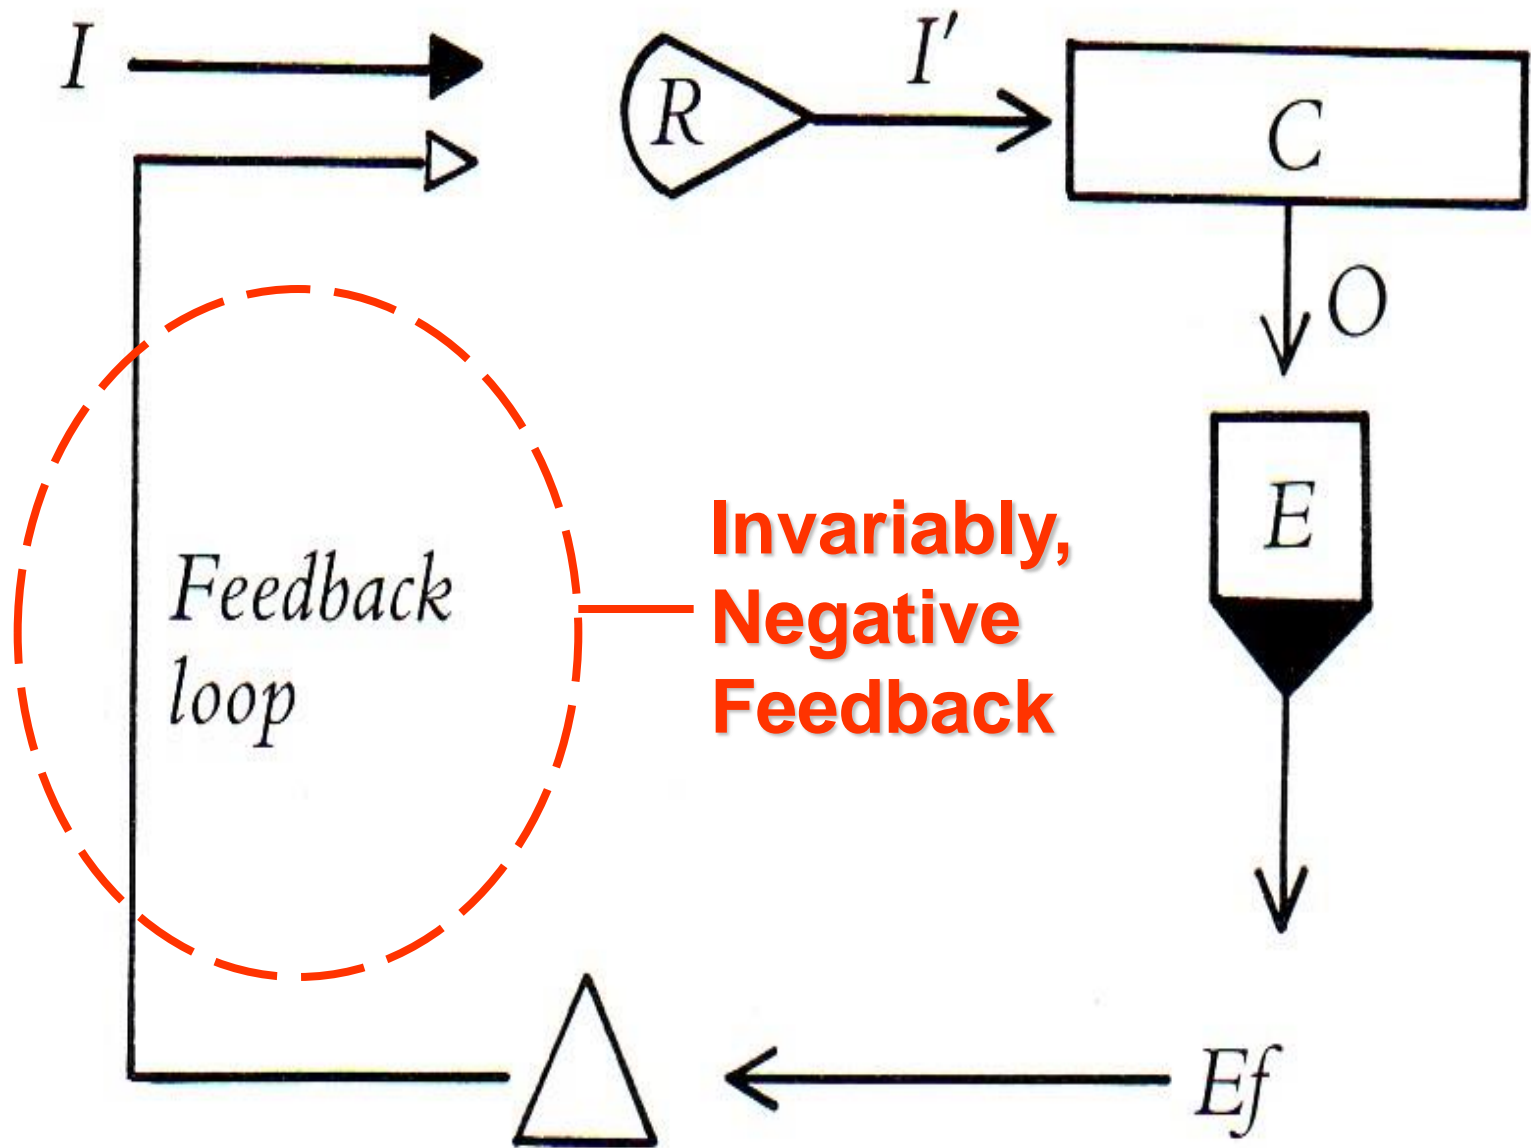 I
R
I′
C
O
E
Feedback
loop
Invariably,
Negative
Feedback
Ef